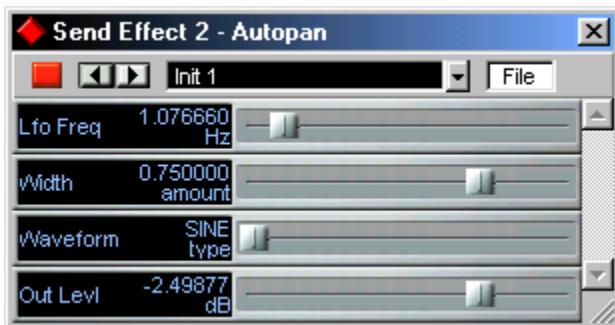 Send Effect 2 - Autopan
Init 1 File
Lfo Freq 1.076660 Hz
Width 0.750000 amount
Waveform SINE type
Out Levl -2.49877 dB